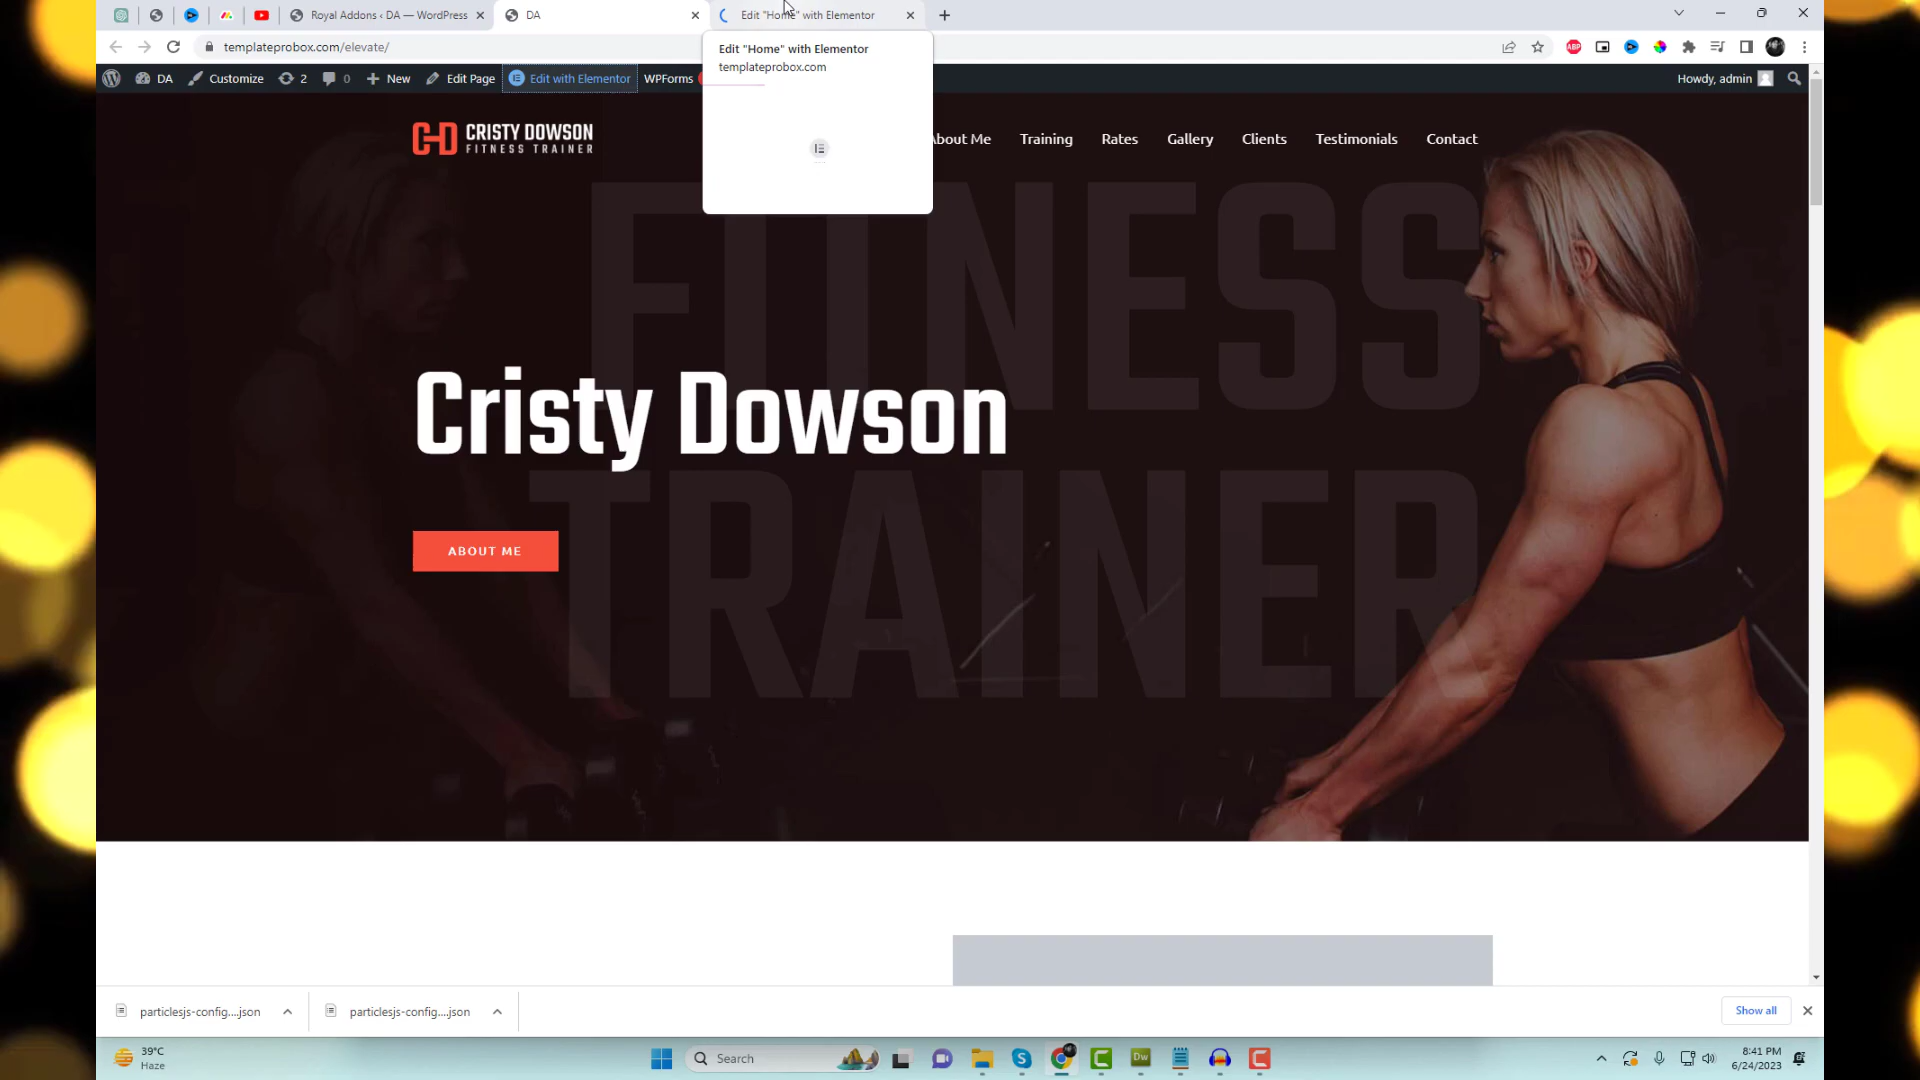 Royal Addons ‹ DA — WordPress
DA
Edit "Home" with Elementor
templateprobox.com/elevate/
Edit "Home" with Elementor
templateprobox.com
DA
Customize
2
0
New
Edit Page
Edit with Elementor
WPForms
Howdy, admin
CRISTY DOWSON
FITNESS TRAINER
About Me
Training
Rates
Gallery
Clients
Testimonials
Contact
FITNESS
TRAINER
Cristy Dowson
ABOUT ME
particlesjs-config....json
particlesjs-config....json
Show all
39°C
Haze
Search
8:41 PM
6/24/2023